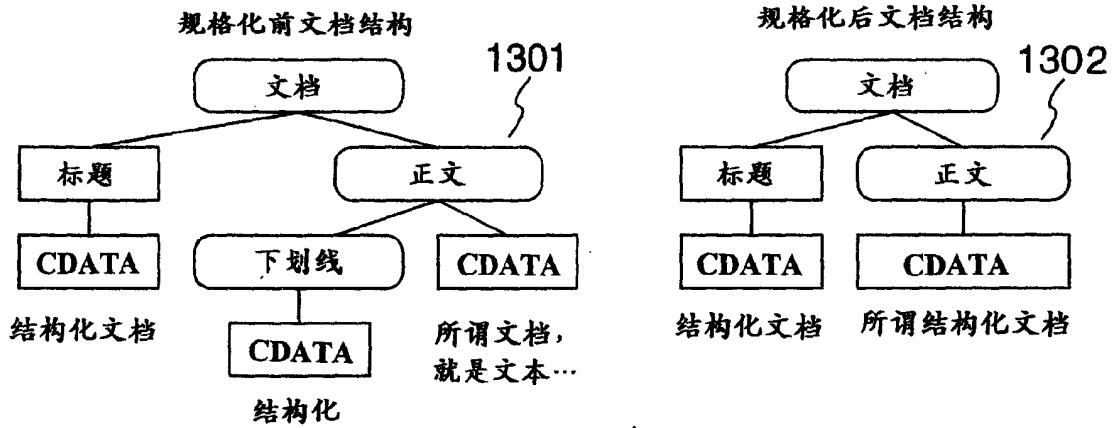 规格化前文档结构
1301
文档
标题
正文
CDATA
下划线
CDATA
结构化文档
CDATA
所谓文档，
就是文本…
结构化
规格化后文档结构
1302
文档
标题
正文
CDATA
CDATA
结构化文档
所谓结构化文档